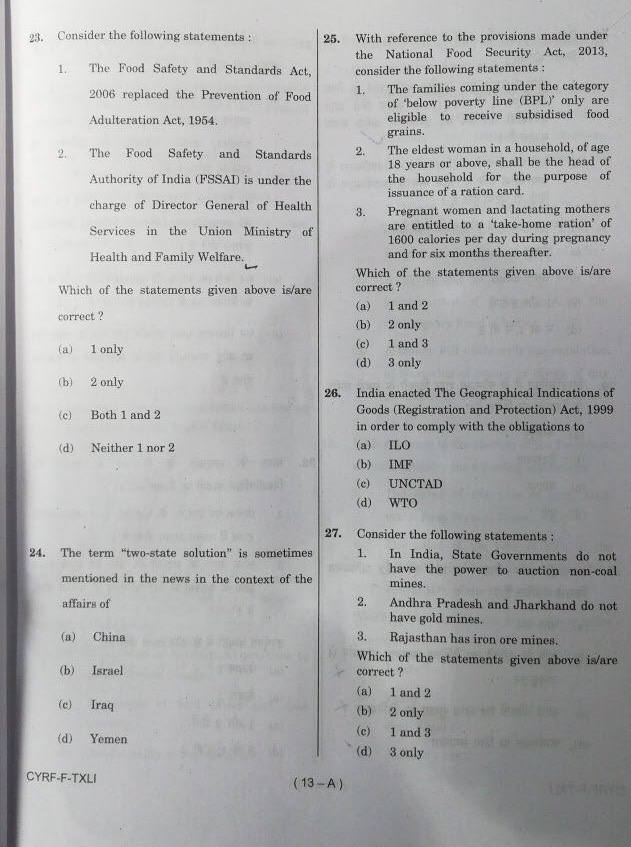 23. Consider the following statements :
1. The Food Safety and Standards Act,
2006 replaced the Prevention of Food
Adulteration Act, 1954.
2. The Food Safety and Standards
Authority of India (FSSAI) is under the
charge of Director General of Health
Services in the Union Ministry of
Health and Family Welfare.
Which of the statements given above is/are
correct ?
(a) 1 only
(b) 2 only
(c) Both 1 and 2
(d) Neither 1 nor 2
24. The term “two-state solution” is sometimes
mentioned in the news in the context of the
affairs of
(a) China
(b) Israel
(c) Iraq
(d) Yemen
25. With reference to the provisions made under
the National Food Security Act, 2013,
consider the following statements :
1. The families coming under the category
of ‘below poverty line (BPL)’ only are
eligible to receive subsidised food
grains.
2. The eldest woman in a household, of age
18 years or above, shall be the head of
the household for the purpose of
issuance of a ration card.
3. Pregnant women and lactating mothers
are entitled to a ‘take-home ration’ of
1600 calories per day during pregnancy
and for six months thereafter.
Which of the statements given above is/are
correct ?
(a) 1 and 2
(b) 2 only
(c) 1 and 3
(d) 3 only
26. India enacted The Geographical Indications of
Goods (Registration and Protection) Act, 1999
in order to comply with the obligations to
(a) ILO
(b) IMF
(c) UNCTAD
(d) WTO
27. Consider the following statements :
1. In India, State Governments do not
have the power to auction non-coal
mines.
2. Andhra Pradesh and Jharkhand do not
have gold mines.
3. Rajasthan has iron ore mines.
Which of the statements given above is/are
correct ?
(a) 1 and 2
(b) 2 only
(c) 1 and 3
(d) 3 only
CYRF-F-TXLI
( 13 – A )